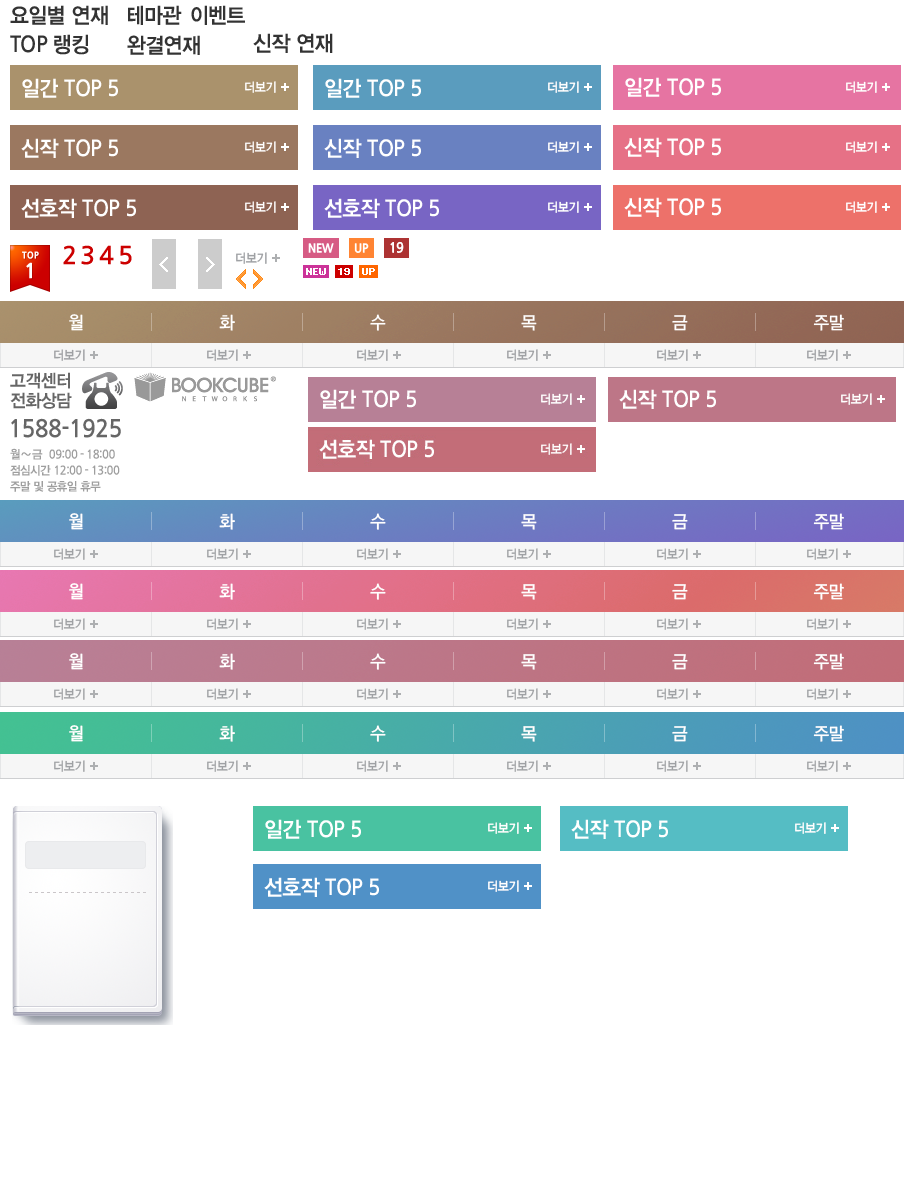 요일별 연재 테마관 이벤트
TOP 랭킹 완결연재 신작 연재
일간 TOP 5 더보기 + 일간 TOP 5 더보기 + 일간 TOP 5 더보기 +
신작 TOP 5 더보기 + 신작 TOP 5 더보기 + 신작 TOP 5 더보기 +
선호작 TOP 5 더보기 + 선호작 TOP 5 더보기 + 신작 TOP 5 더보기 +
TOP 1 2 3 4 5 더보기 + NEW UP 19
NEW 19 UP
월 화 수 목 금 주말
더보기 + 더보기 + 더보기 + 더보기 + 더보기 + 더보기 +
고객센터 BOOKCUBE®
전화상담 NETWORKS
1588-1925
월~금 09:00 - 18:00
점심시간 12:00 - 13:00
주말 및 공휴일 휴무
일간 TOP 5 더보기 + 신작 TOP 5 더보기 +
선호작 TOP 5 더보기 +
월 화 수 목 금 주말
더보기 + 더보기 + 더보기 + 더보기 + 더보기 + 더보기 +
월 화 수 목 금 주말
더보기 + 더보기 + 더보기 + 더보기 + 더보기 + 더보기 +
월 화 수 목 금 주말
더보기 + 더보기 + 더보기 + 더보기 + 더보기 + 더보기 +
월 화 수 목 금 주말
더보기 + 더보기 + 더보기 + 더보기 + 더보기 + 더보기 +
일간 TOP 5 더보기 + 신작 TOP 5 더보기 +
선호작 TOP 5 더보기 +